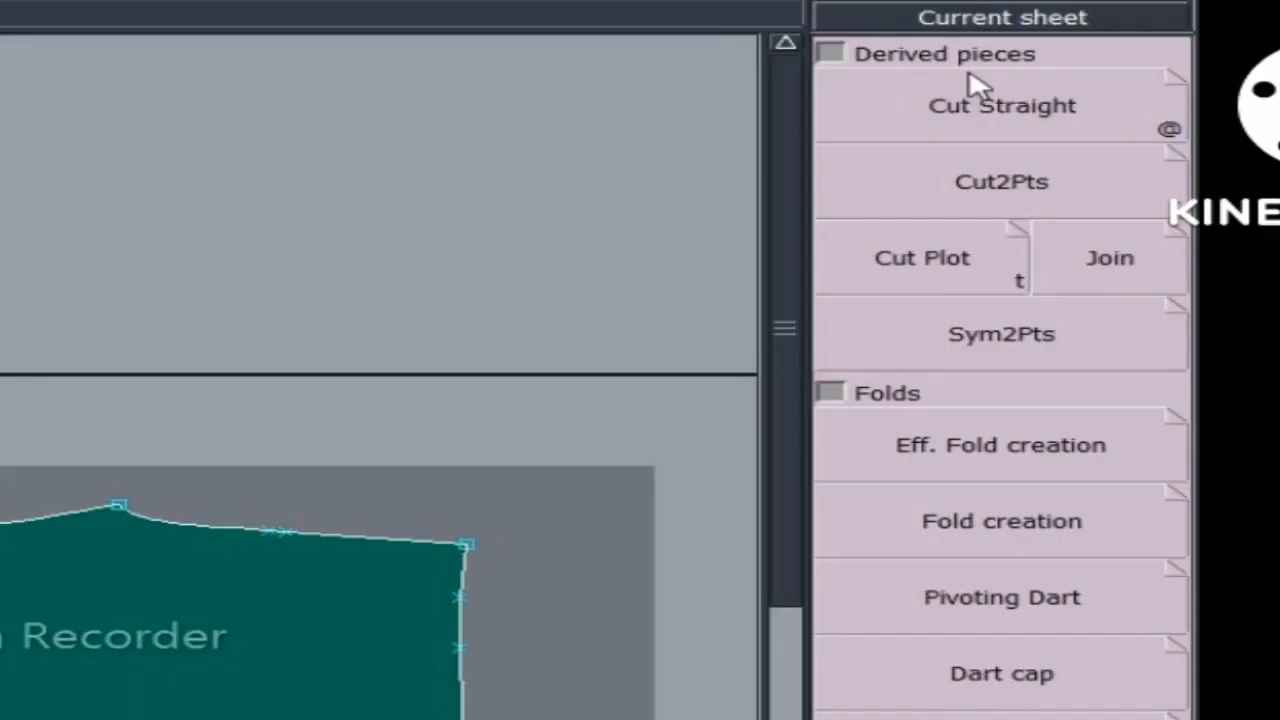 Current sheet
Derived pieces
Cut Straight
@
Cut2Pts
KINE
Cut Plot
t
Join
Sym2Pts
Folds
Eff. Fold creation
Fold creation
Pivoting Dart
Recorder
Dart cap